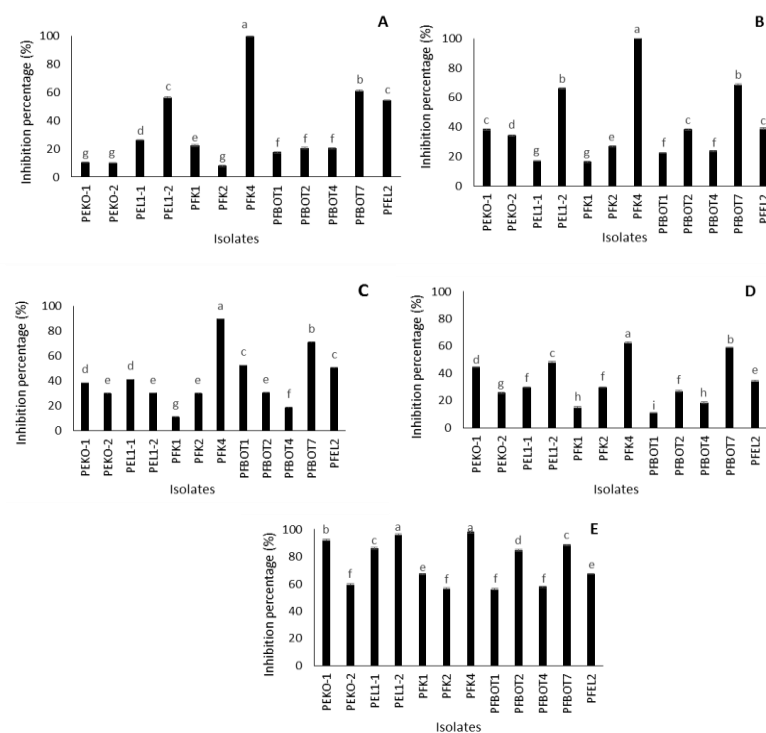 A
Inhibition percentage (%)
100
80
60
40
20
0
g
g
d
c
e
g
a
f
f
f
b
c
PEKO-1
PEKO-2
PEL1-1
PEL1-2
PFK1
PFK2
PFK4
PFBOT1
PFBOT2
PFBOT4
PFBOT7
PFEL2
Isolates
B
Inhibition percentage (%)
100
80
60
40
20
0
c
d
g
b
g
e
a
f
c
f
b
c
PEKO-1
PEKO-2
PEL1-1
PEL1-2
PFK1
PFK2
PFK4
PFBOT1
PFBOT2
PFBOT4
PFBOT7
PFEL2
Isolates
C
Inhibition percentage (%)
100
80
60
40
20
0
d
e
d
e
g
e
a
c
e
f
b
c
PEKO-1
PEKO-2
PEL1-1
PEL1-2
PFK1
PFK2
PFK4
PFBOT1
PFBOT2
PFBOT4
PFBOT7
PFEL2
Isolates
D
Inhibition percentage (%)
100
80
60
40
20
0
d
g
f
c
h
f
a
i
f
h
b
e
PEKO-1
PEKO-2
PEL1-1
PEL1-2
PFK1
PFK2
PFK4
PFBOT1
PFBOT2
PFBOT4
PFBOT7
PFEL2
Isolates
E
Inhibition percentage (%)
100
80
60
40
20
0
b
f
c
a
e
f
a
f
d
f
c
e
PEKO-1
PEKO-2
PEL1-1
PEL1-2
PFK1
PFK2
PFK4
PFBOT1
PFBOT2
PFBOT4
PFBOT7
PFEL2
Isolates